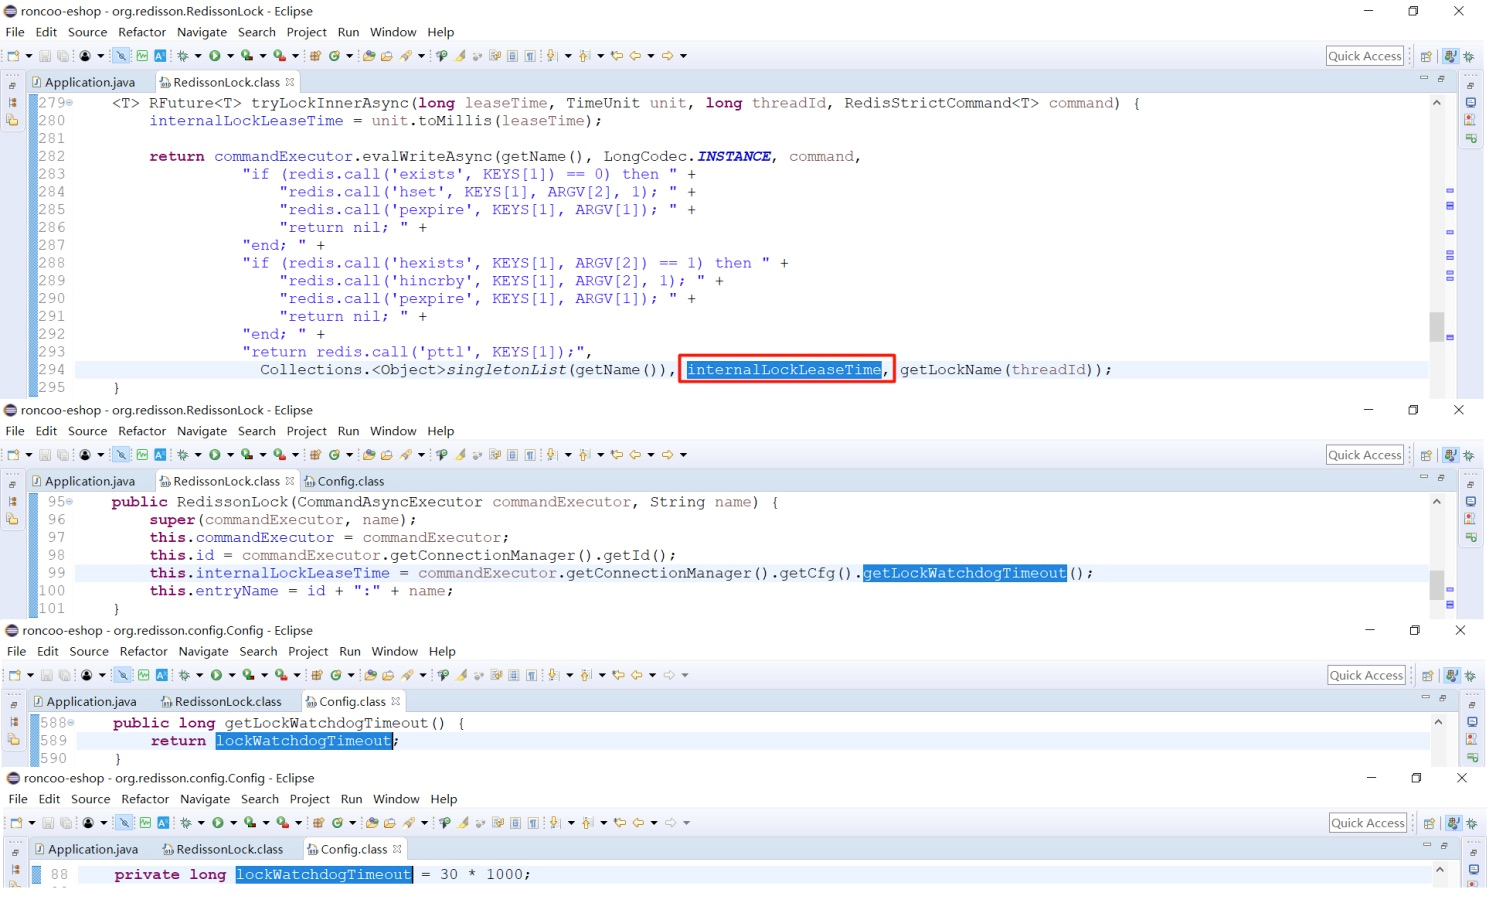 roncoo-eshop - org.redisson.RedissonLock - Eclipse
File Edit Source Refactor Navigate Search Project Run Window Help
Quick Access
Application.java RedissonLock.class
279 <T> RFuture<T> tryLockInnerAsync(long leaseTime, TimeUnit unit, long threadId, RedisStrictCommand<T> command) {
280 internalLockLeaseTime = unit.toMillis(leaseTime);
281
282 return commandExecutor.evalWriteAsync(getName(), LongCodec.INSTANCE, command,
283 "if (redis.call('exists', KEYS[1]) == 0) then " +
284 "redis.call('hset', KEYS[1], ARGV[2], 1); " +
285 "redis.call('pexpire', KEYS[1], ARGV[1]); " +
286 "return nil; " +
287 "end; " +
288 "if (redis.call('hexists', KEYS[1], ARGV[2]) == 1) then " +
289 "redis.call('hincrby', KEYS[1], ARGV[2], 1); " +
290 "redis.call('pexpire', KEYS[1], ARGV[1]); " +
291 "return nil; " +
292 "end; " +
293 "return redis.call('pttl', KEYS[1]);",
294 Collections.<Object>singletonList(getName()), internalLockLeaseTime, getLockName(threadId));
295 }
roncoo-eshop - org.redisson.RedissonLock - Eclipse
File Edit Source Refactor Navigate Search Project Run Window Help
Quick Access
Application.java RedissonLock.class Config.class
95 public RedissonLock(CommandAsyncExecutor commandExecutor, String name) {
96 super(commandExecutor, name);
97 this.commandExecutor = commandExecutor;
98 this.id = commandExecutor.getConnectionManager().getId();
99 this.internalLockLeaseTime = commandExecutor.getConnectionManager().getCfg().getLockWatchdogTimeout();
100 this.entryName = id + ":" + name;
101 }
roncoo-eshop - org.redisson.config.Config - Eclipse
File Edit Source Refactor Navigate Search Project Run Window Help
Quick Access
Application.java RedissonLock.class Config.class
588 public long getLockWatchdogTimeout() {
589 return lockWatchdogTimeout;
590 }
roncoo-eshop - org.redisson.config.Config - Eclipse
File Edit Source Refactor Navigate Search Project Run Window Help
Quick Access
Application.java RedissonLock.class Config.class
88 private long lockWatchdogTimeout = 30 * 1000;